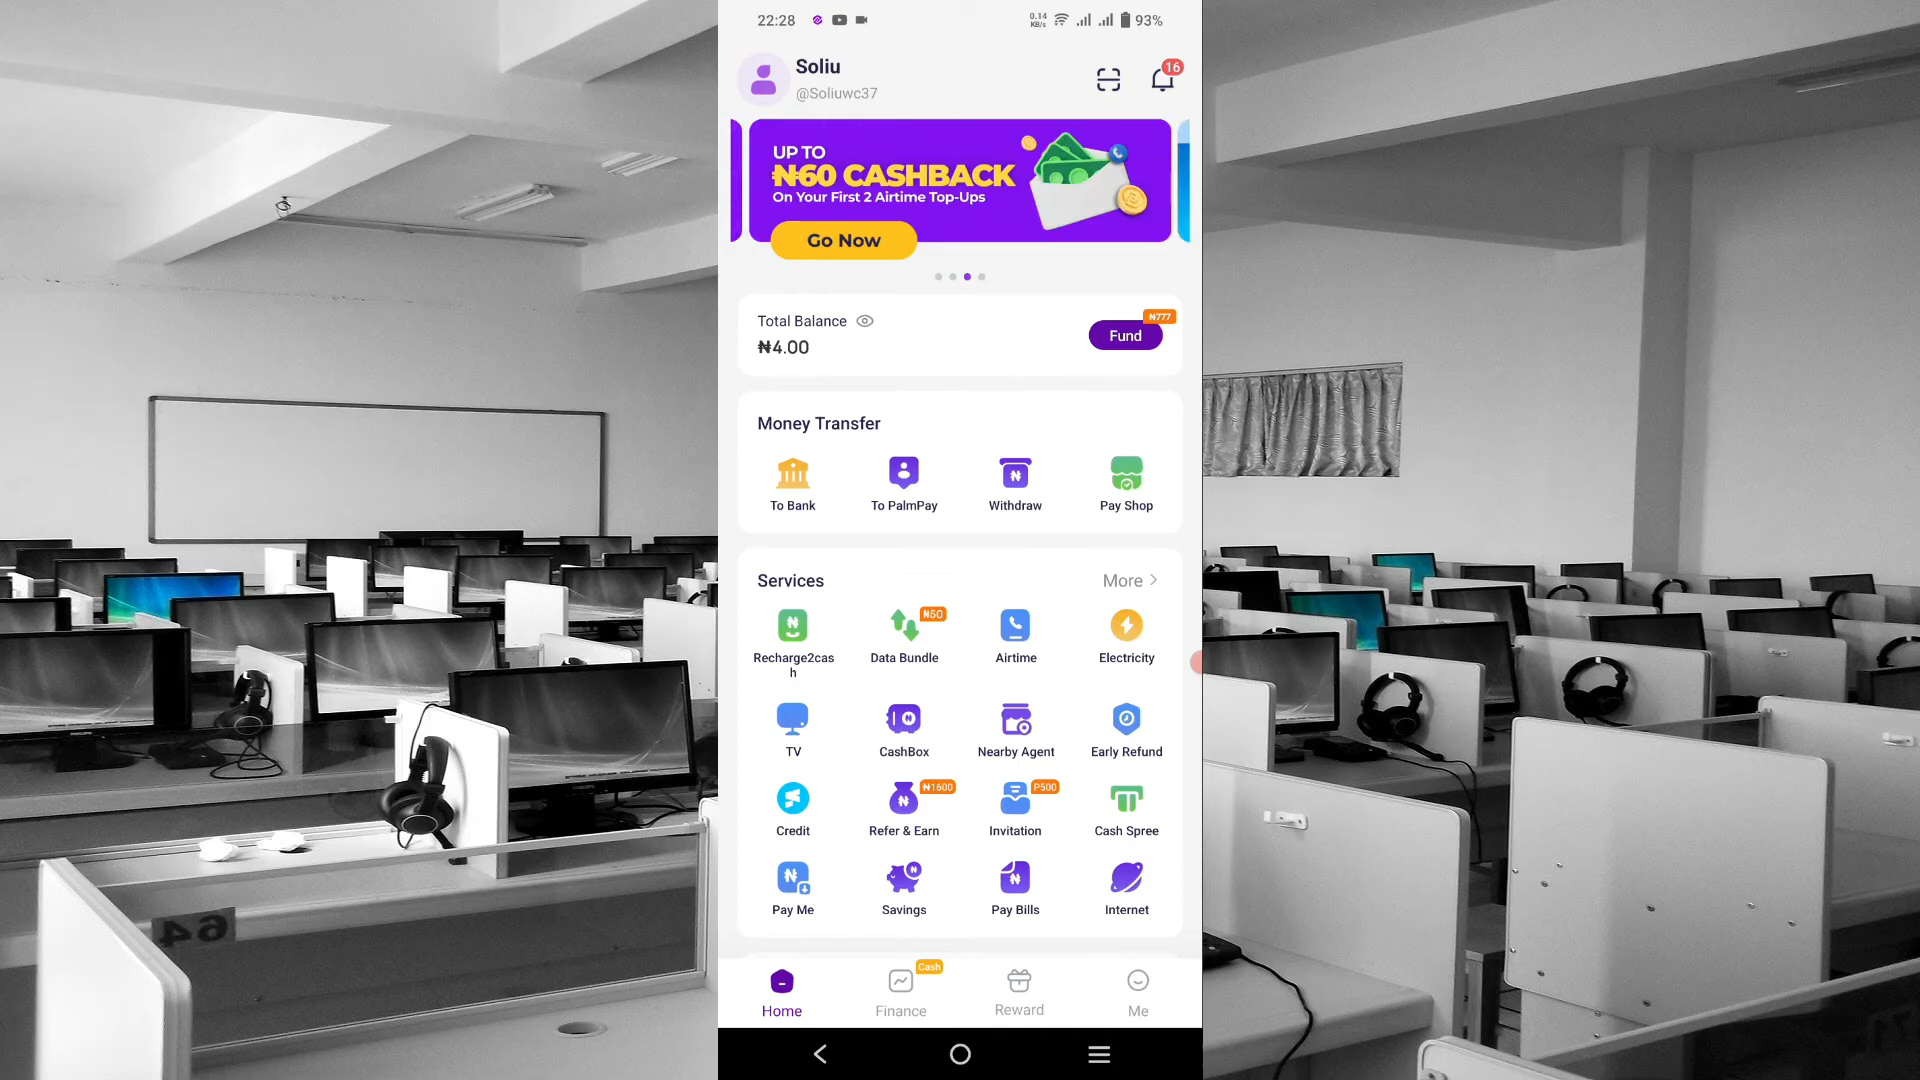 22:28
0.14
KB/s
93%
Soliu
@Soliuwc37
16
UP TO
₦60 CASHBACK
On Your First 2 Airtime Top-Ups
Go Now
Total Balance
₦4.00
₦777
Fund
Money Transfer
To Bank
To PalmPay
Withdraw
Pay Shop
Services
More
₦50
Recharge2cas
h
Data Bundle
Airtime
Electricity
TV
CashBox
Nearby Agent
Early Refund
₦1600
P500
Credit
Refer & Earn
Invitation
Cash Spree
Pay Me
Savings
Pay Bills
Internet
Cash
Home
Finance
Reward
Me
64